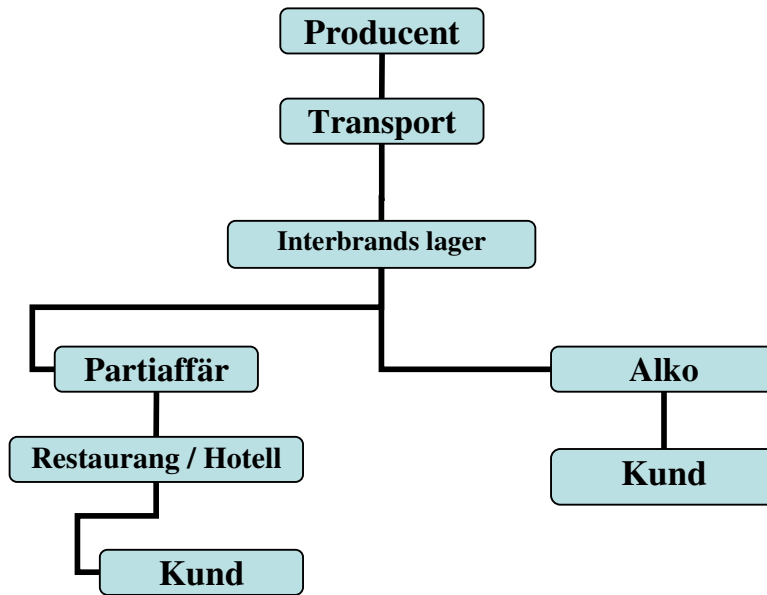 Producent
Transport
Interbrands lager
Partiaffär
Alko
Restaurang / Hotell
Kund
Kund